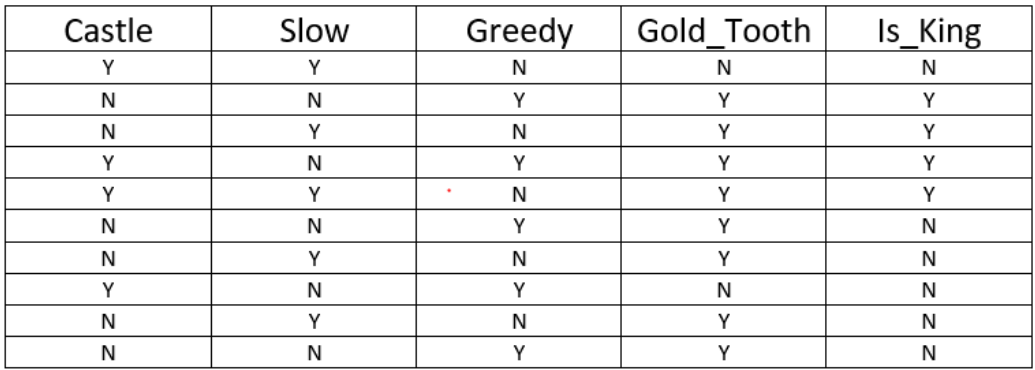 Castle Slow Greedy Gold_Tooth Is_King
Y Y N N N
N N Y Y Y
N Y N Y Y
Y N Y Y Y
Y Y N Y Y
N N Y Y N
N Y N Y N
Y N Y N N
N Y N Y N
N N Y Y N